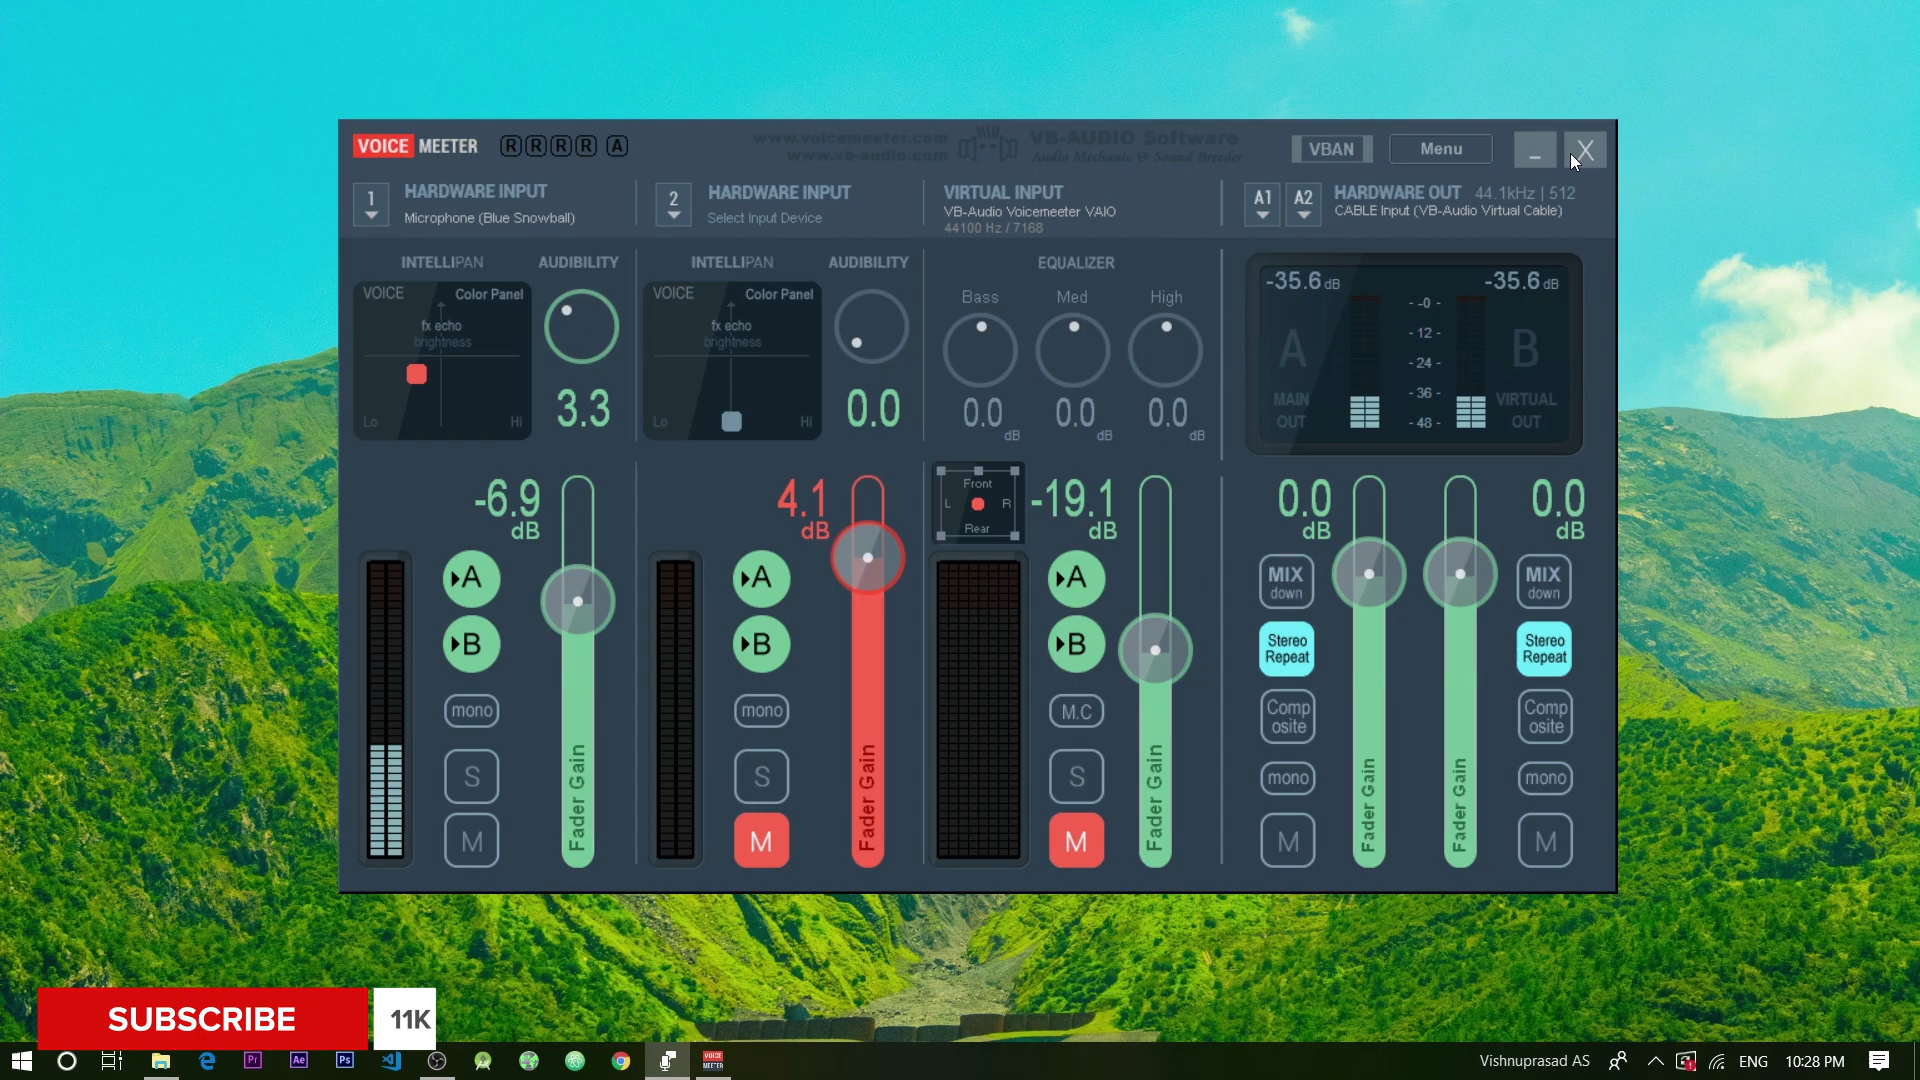 VOICE MEETER R R R R A
www.voicemeeter.com
www.vb-audio.com
VB-AUDIO Software
Audio Mechanic & Sound Breeder
VBAN Menu _ X
1 HARDWARE INPUT
Microphone (Blue Snowball)
2 HARDWARE INPUT
Select Input Device
VIRTUAL INPUT
VB-Audio Voicemeeter VAIO
44100 Hz / 7168
A1 A2 HARDWARE OUT 44.1kHz | 512
CABLE Input (VB-Audio Virtual Cable)
INTELLIPAN AUDIBILITY
VOICE Color Panel
fx echo
brightness
Lo Hi
3.3
INTELLIPAN AUDIBILITY
VOICE Color Panel
fx echo
brightness
Lo Hi
0.0
EQUALIZER
Bass Med High
0.0 dB 0.0 dB 0.0 dB
-35.6 dB -35.6 dB
- -0 -
- -12 -
- -24 -
- -36 -
- -48 -
A
MAIN
OUT
B
VIRTUAL
OUT
-6.9
dB
A
B
mono
S
M
Fader Gain
4.1
dB
A
B
mono
S
M
Fader Gain
Front
L R
Rear
-19.1
dB
A
B
M.C
S
M
Fader Gain
0.0
dB
MIX
down
Stereo
Repeat
Comp
osite
mono
M
Fader Gain
Fader Gain
0.0
dB
MIX
down
Stereo
Repeat
Comp
osite
mono
M
SUBSCRIBE 11K
Pr Ae Ps VOICE MEETER
Vishnuprasad AS ENG 10:28 PM